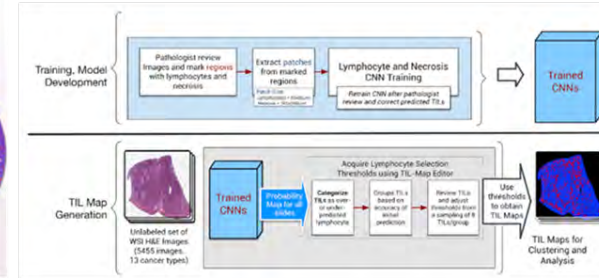 Training, Model
Development
Pathologist review
Images and mark regions
with lymphocytes and
necrosis
Extract patches
from marked
regions
Lymphocyte and Necrosis
CNN Training
Retrain CNN after pathologist
review and correct predicted TILs
Trained
CNNs
TIL Map
Generation
Unlabeled set of
WSI H&E Images
(5455 images,
13 cancer types)
Trained
CNNs
Probability
Map for all
slides
Acquire Lymphocyte Selection
Thresholds using TIL-Map Editor
Categorize
TILs as over-
or under-
predicted
lymphocyte
Groups TILs
based on
accuracy of
initial
prediction
Review TILs
and adjust
thresholds from
a sampling of 8
TILs/group
Use
thresholds
to obtain
TIL Maps
TIL Maps for
Clustering and
Analysis